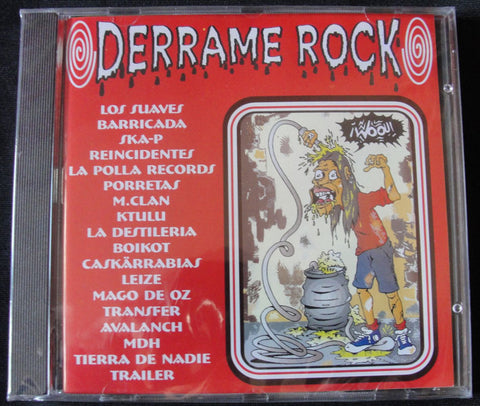 DERRAME ROCK
LOS SUAVES
BARRICADA
SKA-P
REINCIDENTES
LA POLLA RECORDS
PORRETAS
M.CLAN
KTULU
LA DESTILERIA
BOIKOT
CASKÄRRABIAS
LEIZE
MAGO DE OZ
TRANSFER
AVALANCH
MDH
TIERRA DE NADIE
TRAILER